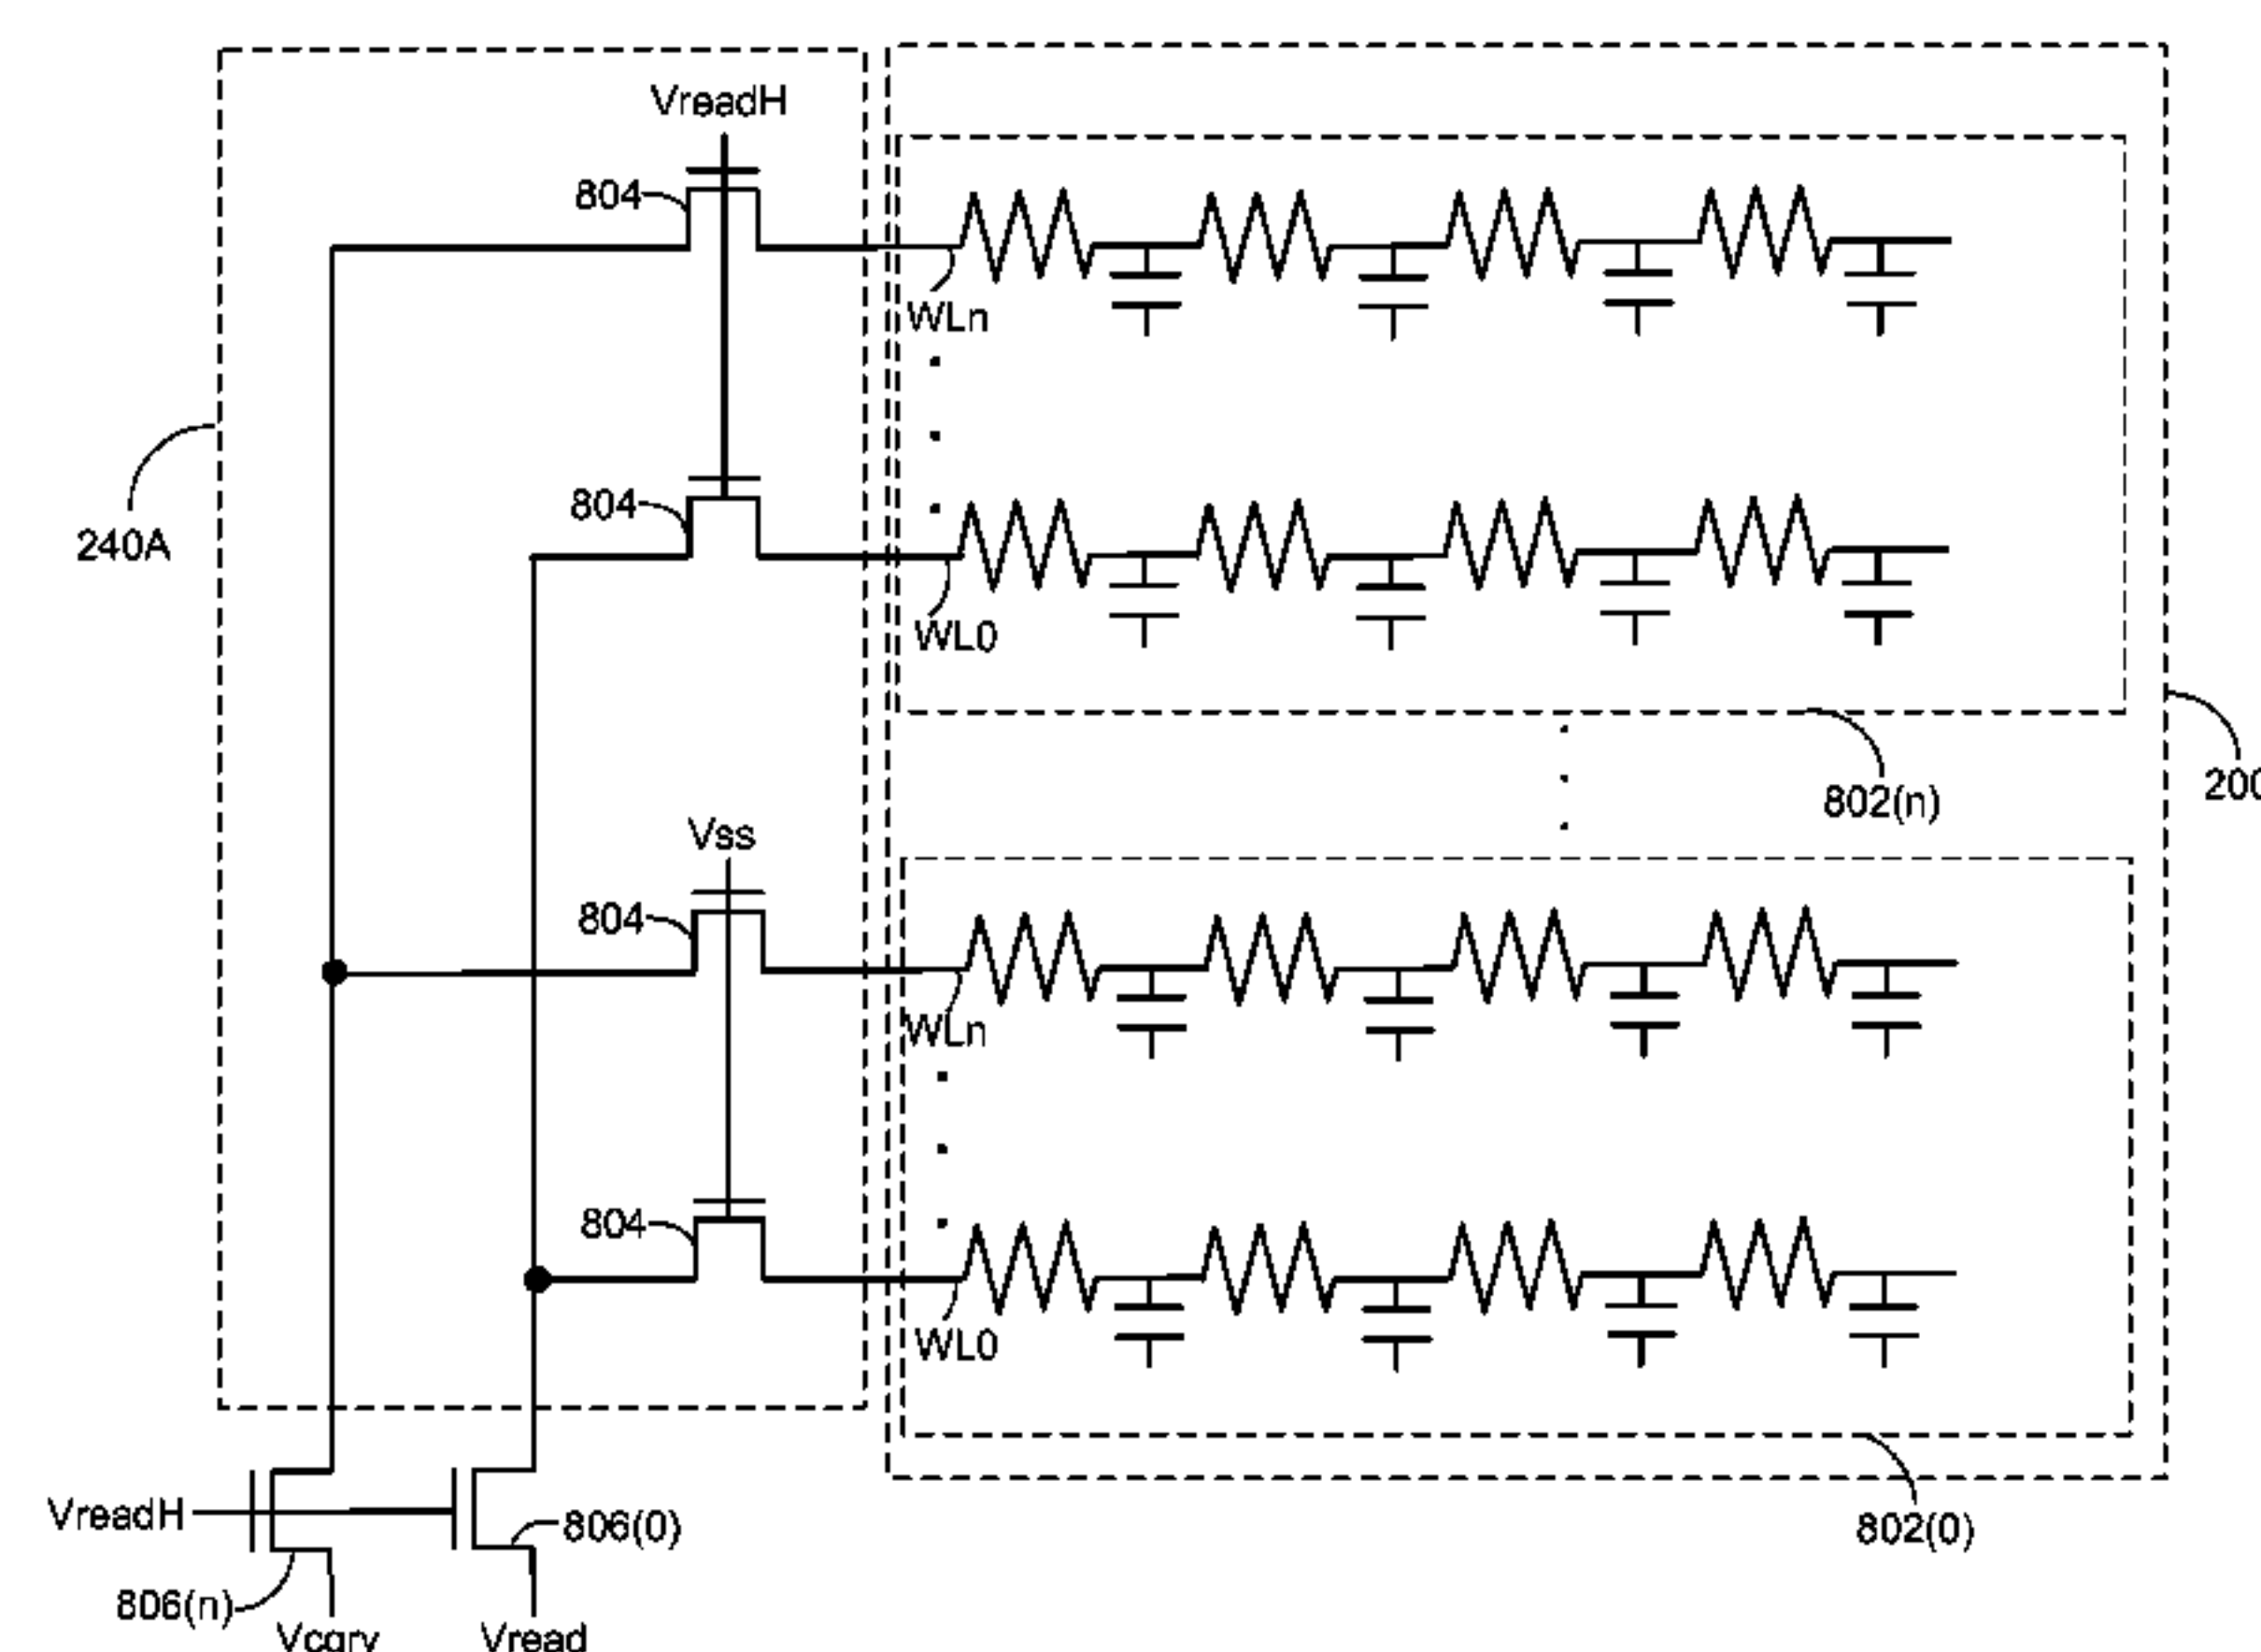 VreadH
804
WLn
804
240A
WL0
802(n)
200
Vss
804
WLn
804
WL0
VreadH
806(0)
802(0)
806(n)
Vcgrv
Vread